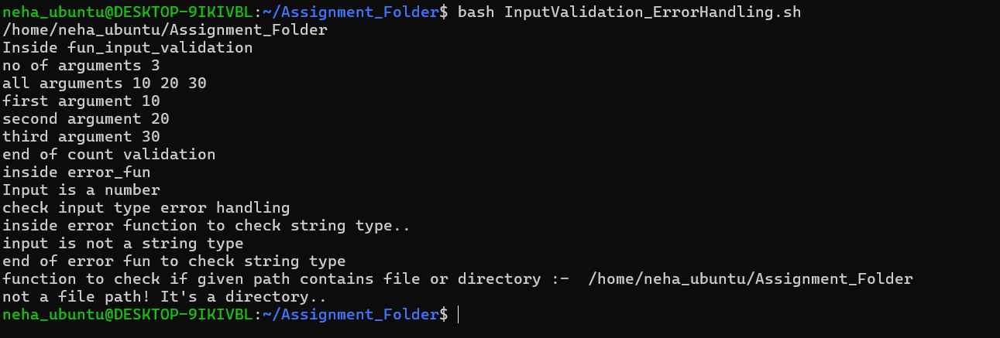 neha_ubuntu@DESKTOP-9IKIVBL:~/Assignment_Folder$ bash InputValidation_ErrorHandling.sh
/home/neha_ubuntu/Assignment_Folder
Inside fun_input_validation
no of arguments 3
all arguments 10 20 30
first argument 10
second argument 20
third argument 30
end of count validation
inside error_fun
Input is a number
check input type error handling
inside error function to check string type..
input is not a string type
end of error fun to check string type
function to check if given path contains file or directory :-  /home/neha_ubuntu/Assignment_Folder
not a file path! It's a directory..
neha_ubuntu@DESKTOP-9IKIVBL:~/Assignment_Folder$